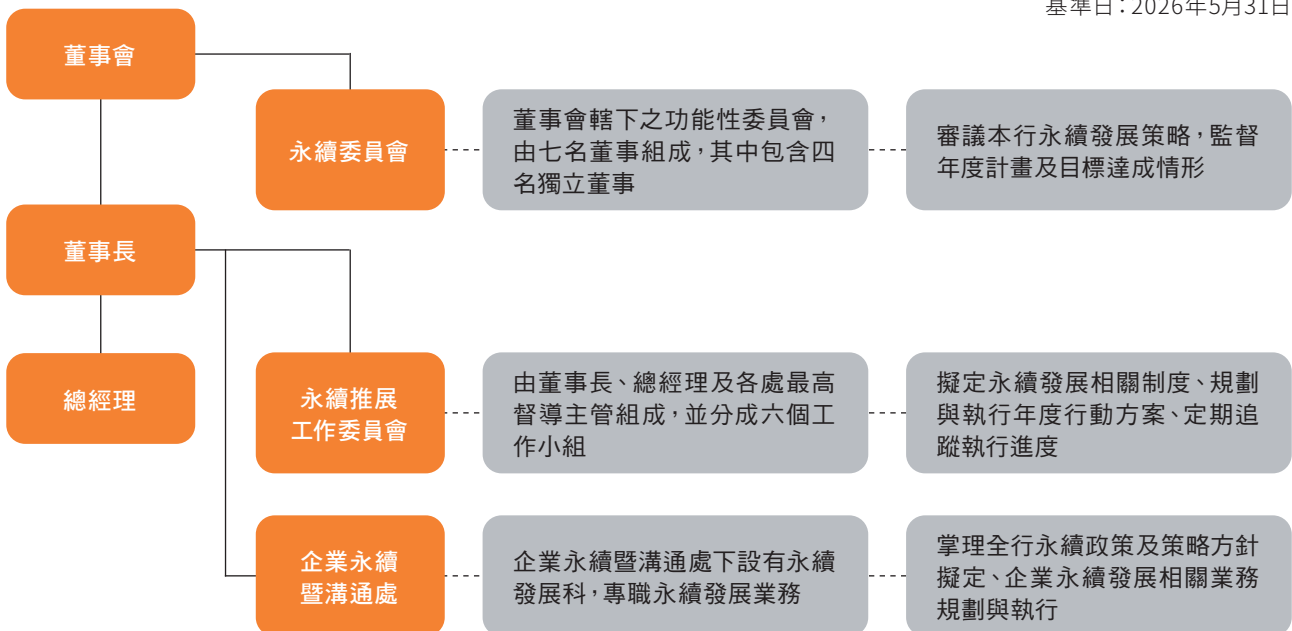 基準日：2026年5月31日
董事會
永續委員會
董事會轄下之功能性委員會，
由七名董事組成，其中包含四
名獨立董事
審議本行永續發展策略，監督
年度計畫及目標達成情形
董事長
總經理
永續推展
工作委員會
由董事長、總經理及各處最高
督導主管組成，並分成六個工
作小組
擬定永續發展相關制度、規劃
與執行年度行動方案、定期追
蹤執行進度
企業永續
暨溝通處
企業永續暨溝通處下設有永續
發展科，專職永續發展業務
掌理全行永續政策及策略方針
擬定、企業永續發展相關業務
規劃與執行